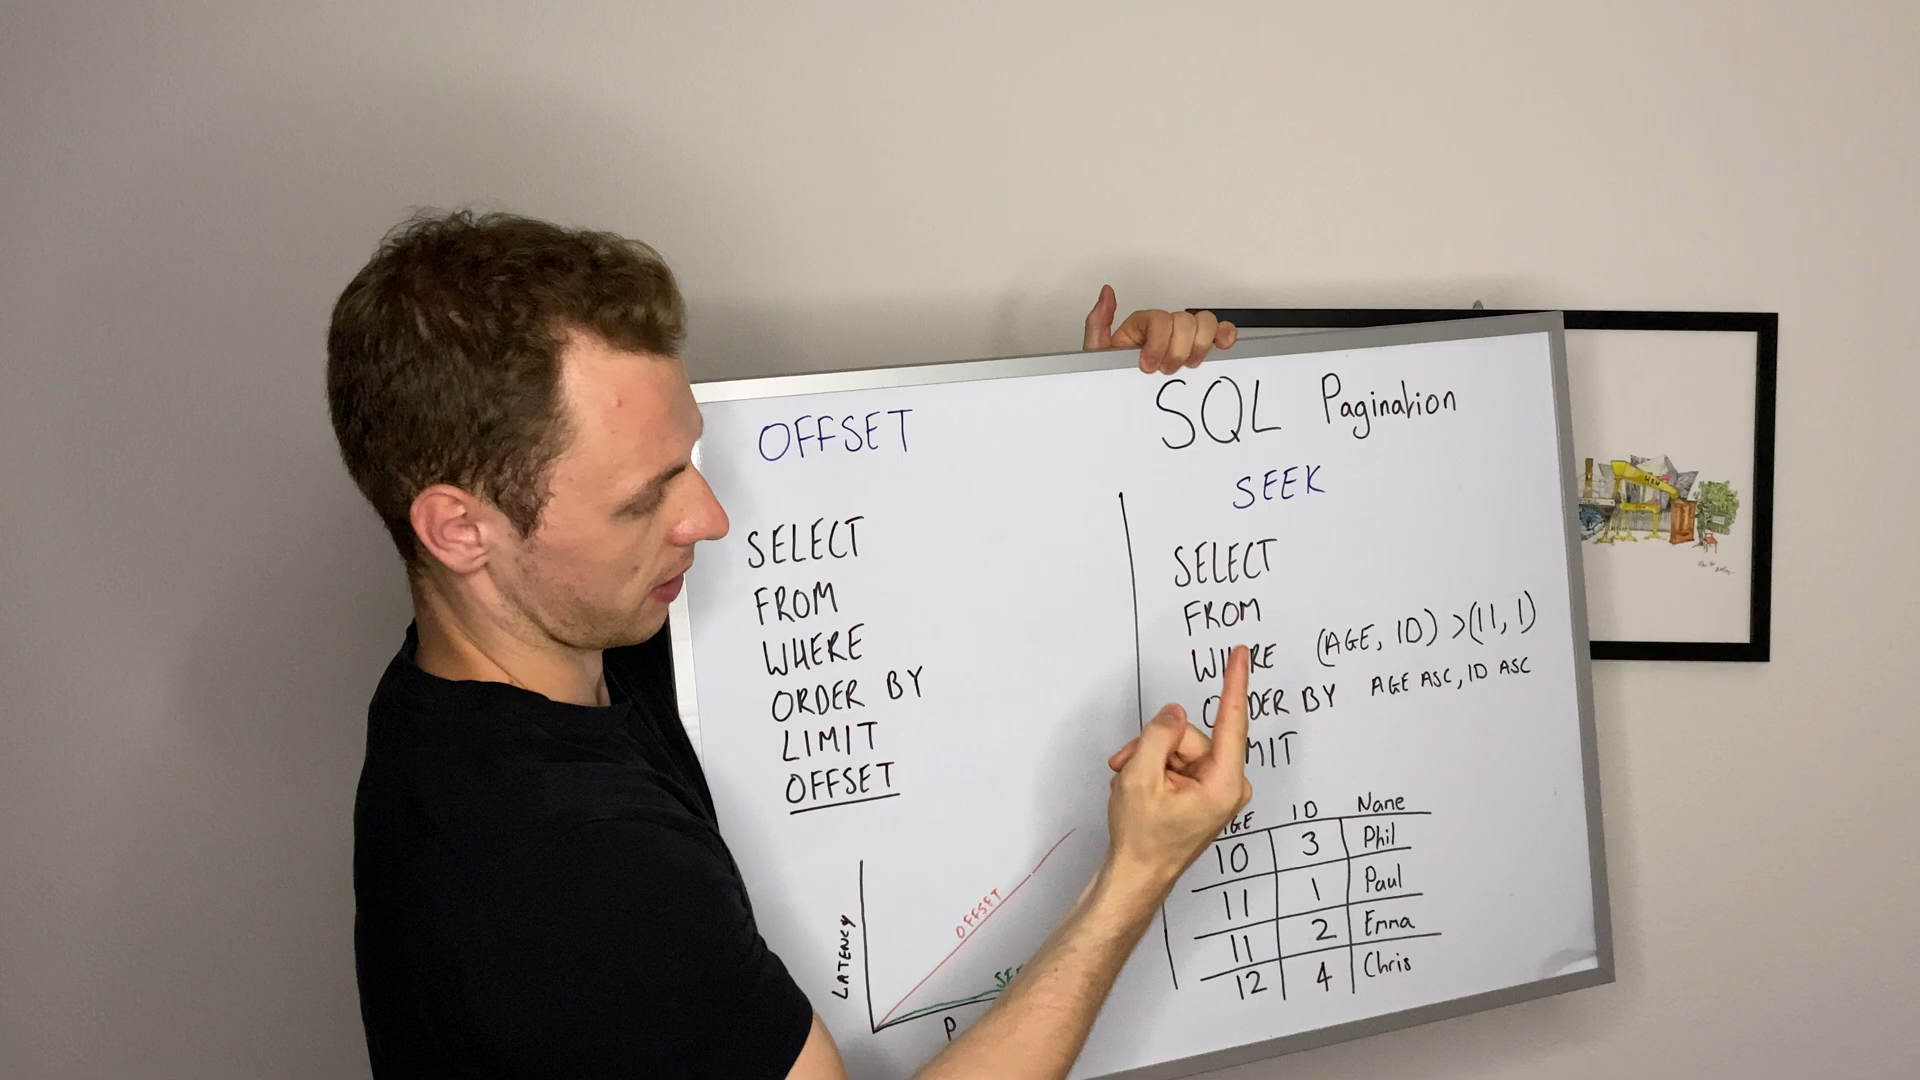 SQL Pagination
OFFSET
SELECT
FROM
WHERE
ORDER BY
LIMIT
OFFSET
LATENCY
OFFSET
P
SEEK
SELECT
FROM
WHERE (AGE, ID) >(11, 1)
ORDER BY AGE ASC, ID ASC
LIMIT
AGE ID Name
10 3 Phil
11 1 Paul
11 2 Emma
12 4 Chris